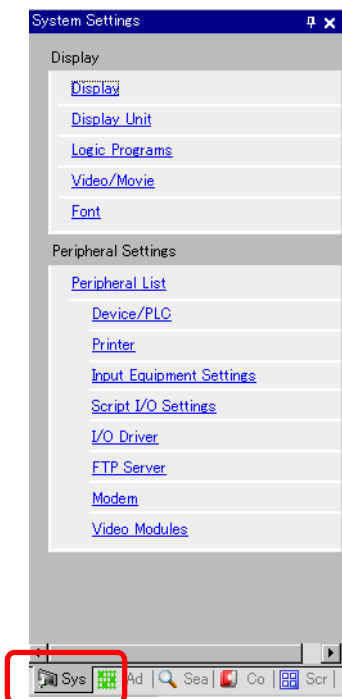 System Settings
Display
Display
Display Unit
Logic Programs
Video/Movie
Font
Peripheral Settings
Peripheral List
Device/PLC
Printer
Input Equipment Settings
Script I/O Settings
I/O Driver
FTP Server
Modem
Video Modules
Sys Ad | Sea | Co | Scr |